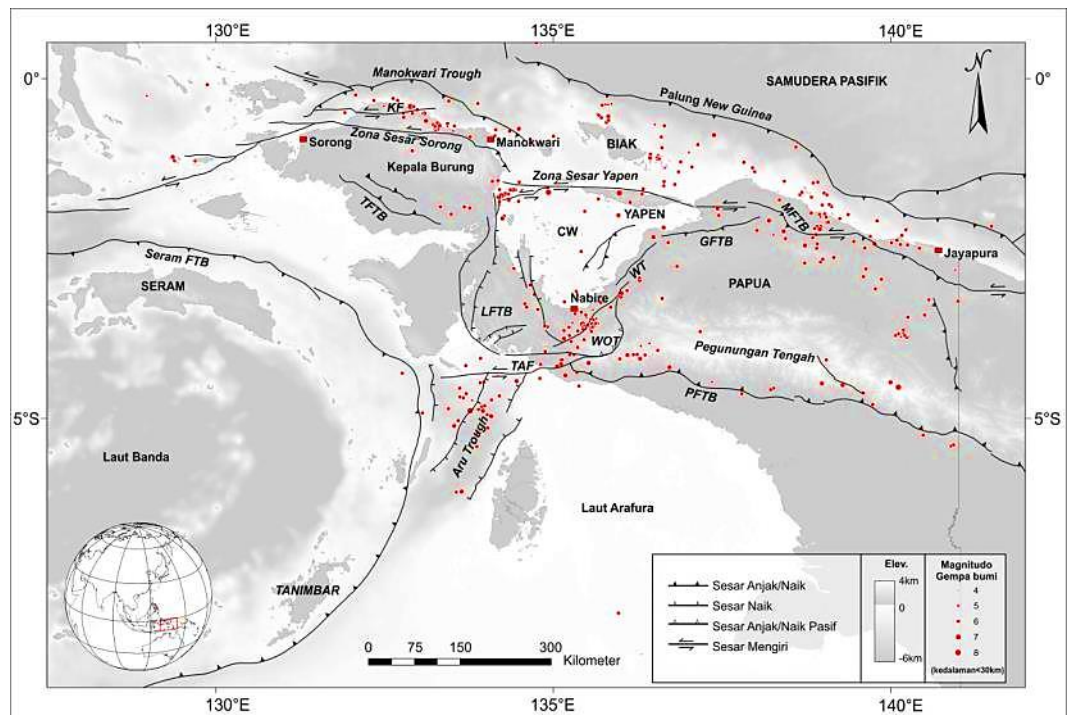 130°E
135°E
140°E
0°
0°
N
Manokwari Trough
SAMUDERA PASIFIK
Palung New Guinea
KF
Zona Sesar Sorong
Sorong
Manokwari
BIAK
Kepala Burung
Zona Sesar Yapen
TFTB
YAPEN
CW
MFTB
GFTB
Jayapura
Seram FTB
SERAM
WT
PAPUA
Nabire
LFTB
WOT
Pegunungan Tengah
TAF
PFTB
5°S
5°S
Aru Trough
Laut Banda
Laut Arafura
TANIMBAR
Sesar Anjak/Naik
Sesar Naik
Sesar Anjak/Naik Pasif
Sesar Mengiri
Elev.
4km
0
-6km
Magnitudo
Gempa bumi
4
5
6
7
8
(kedalaman<30km)
0 75 150 300
Kilometer
130°E
135°E
140°E